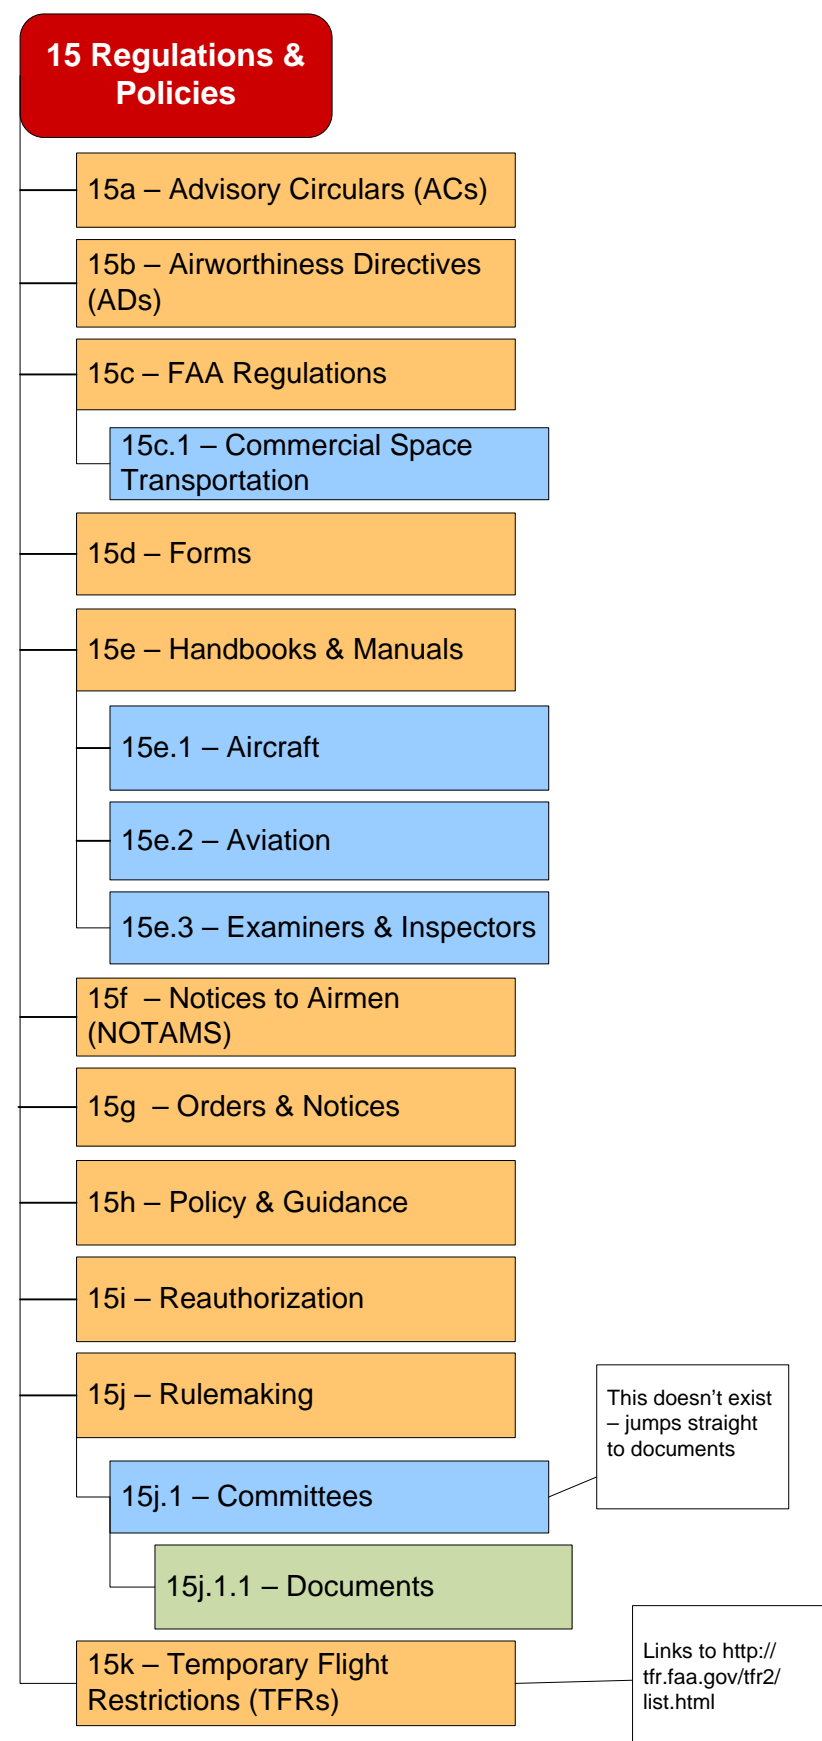 15 Regulations &
Policies
15a – Advisory Circulars (ACs)
15b – Airworthiness Directives
(ADs)
15c – FAA Regulations
15c.1 – Commercial Space
Transportation
15d – Forms
15e – Handbooks & Manuals
15e.1 – Aircraft
15e.2 – Aviation
15e.3 – Examiners & Inspectors
15f  – Notices to Airmen
(NOTAMS)
15g  – Orders & Notices
15h – Policy & Guidance
15i – Reauthorization
15j – Rulemaking
This doesn’t exist
– jumps straight
to documents
15j.1 – Committees
15j.1.1 – Documents
15k – Temporary Flight
Restrictions (TFRs)
Links to http://
tfr.faa.gov/tfr2/
list.html